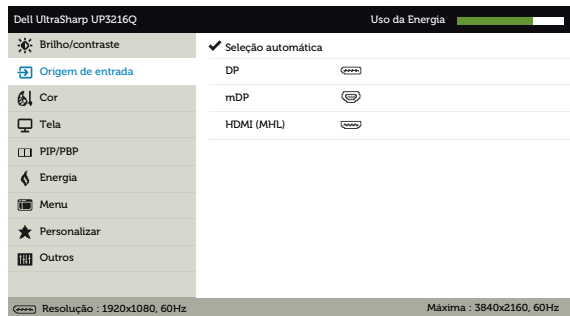 Dell UltraSharp UP3216Q Uso da Energia
Brilho/contraste
Seleção automática
Origem de entrada
DP
Cor
mDP
Tela
HDMI (MHL)
PIP/PBP
Energia
Menu
Personalizar
Outros
Resolução : 1920x1080, 60Hz Máxima : 3840x2160, 60Hz